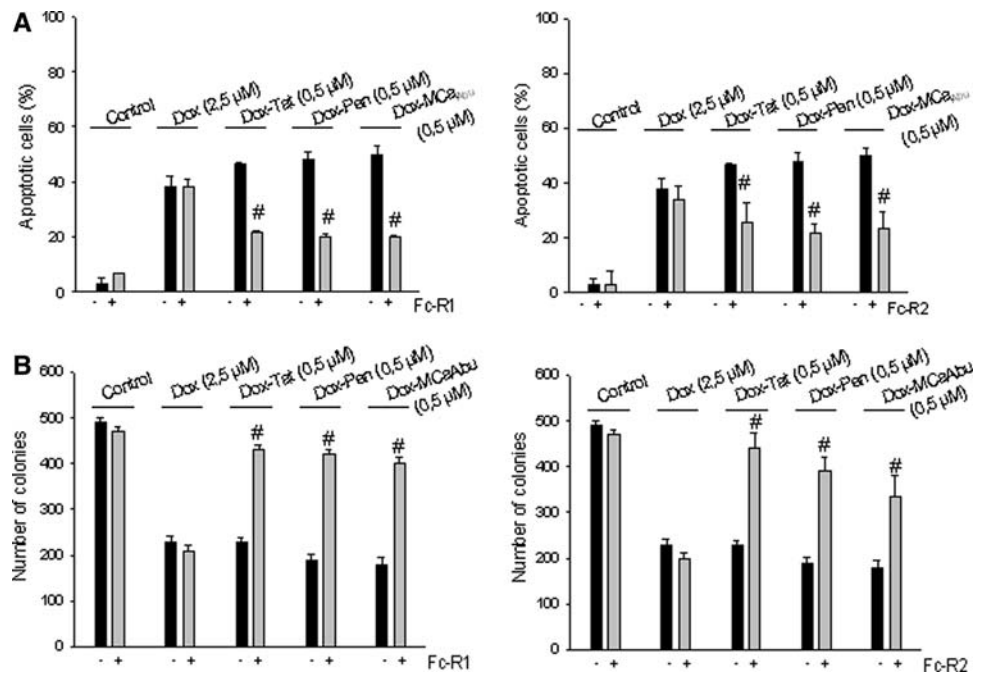 A
Apoptotic cells (%)
100
80
60
40
20
0
Control
Dox (2,5 µM)
Dox-Tat (0,5 µM)
Dox-Pen (0,5 µM)
Dox-MCaAbu
(0,5 µM)
#
#
#
- + - + - + - + - +
Fc-R1
Apoptotic cells (%)
100
80
60
40
20
0
Control
Dox (2,5 µM)
Dox-Tat (0,5 µM)
Dox-Pen (0,5 µM)
Dox-MCaAbu
(0,5 µM)
#
#
#
- + - + - + - + - +
Fc-R2
B
Number of colonies
600
500
400
300
200
100
0
Control
Dox (2,5 µM)
Dox-Tat (0,5 µM)
Dox-Pen (0,5 µM)
Dox-MCaAbu
(0,5 µM)
#
#
#
- + - + - + - + - +
Fc-R1
Number of colonies
600
500
400
300
200
100
0
Control
Dox (2,5 µM)
Dox-Tat (0,5 µM)
Dox-Pen (0,5 µM)
Dox-MCaAbu
(0,5 µM)
#
#
#
- + - + - + - + - +
Fc-R2